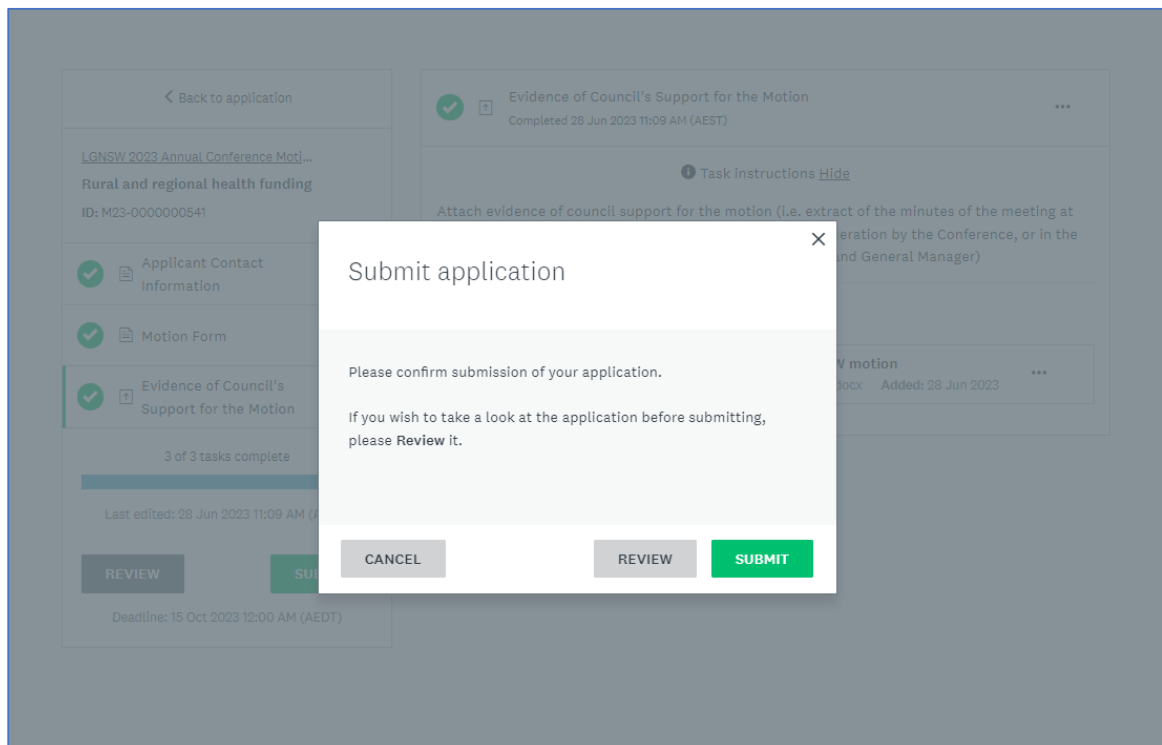 Back to application
LGNSW 2023 Annual Conference Moti...
Rural and regional health funding
ID: M23-0000000541
Applicant Contact
Information
Motion Form
Evidence of Council's
Support for the Motion
3 of 3 tasks complete
Last edited: 28 Jun 2023 11:09 AM
REVIEW
Deadline: 15 Oct 2023 12:00 AM (AEDT)
Evidence of Council's Support for the Motion
Completed 28 Jun 2023 11:09 AM (AEST)
Task instructions Hide
Attach evidence of council support for the motion (i.e. extract of the minutes of the meeting at
by the Conference, or in the
General Manager)
motion
docx Added: 28 Jun 2023
Submit application
Please confirm submission of your application.
If you wish to take a look at the application before submitting,
please Review it.
CANCEL
REVIEW
SUBMIT